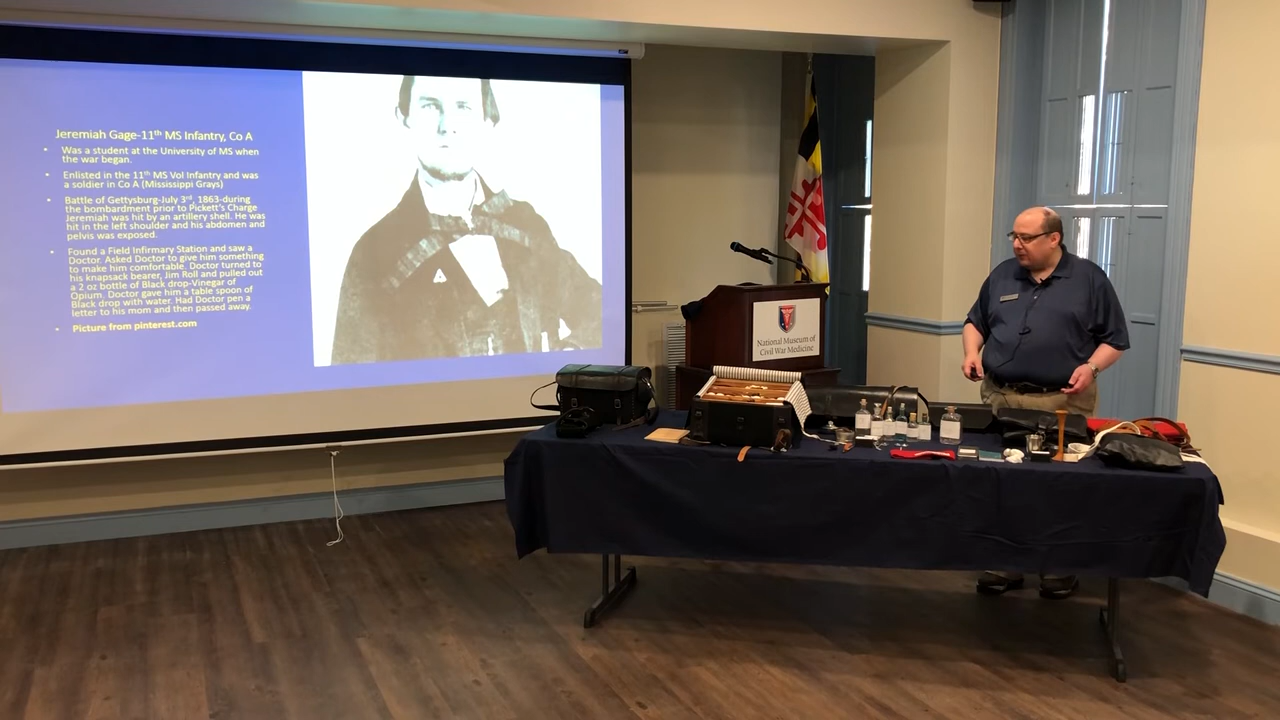 Jeremiah Gage-11th MS Infantry, Co A
• Was a student at the University of MS when
the war began.
• Enlisted in the 11th MS Vol Infantry and was
a soldier in Co A (Mississippi Grays)
• Battle of Gettysburg-July 3rd, 1863-during
the bombardment prior to Pickett's Charge
Jeremiah was hit by an artillery shell. He was
hit in the left shoulder and his abdomen and
pelvis was exposed.
• Found a Field Infirmary Station and saw a
Doctor. Asked Doctor to give him something
to make him comfortable. Doctor turned to
his knapsack bearer, Jim Roll and pulled out
a 2 oz bottle of Black drop-Vinegar of
Opium. Doctor gave him a table spoon of
Black drop with water. Had Doctor pen a
letter to his mom and then passed away.
• Picture from pinterest.com
National Museum of
Civil War Medicine